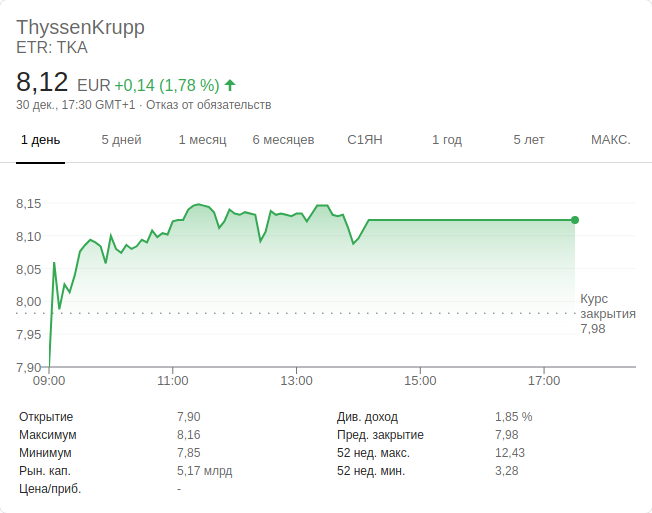 ThyssenKrupp
ETR: TKA
8,12 EUR +0,14 (1,78 %)
30 дек., 17:30 GMT+1 · Отказ от обязательств
1 день 5 дней 1 месяц 6 месяцев С1ЯН 1 год 5 лет МАКС.
8,15
8,10
8,05
8,00
7,95
7,90
Курс
закрытия
7,98
09:00 11:00 13:00 15:00 17:00
Открытие 7,90 Див. доход 1,85 %
Максимум 8,16 Пред. закрытие 7,98
Минимум 7,85 52 нед. макс. 12,43
Рын. кап. 5,17 млрд 52 нед. мин. 3,28
Цена/приб. -